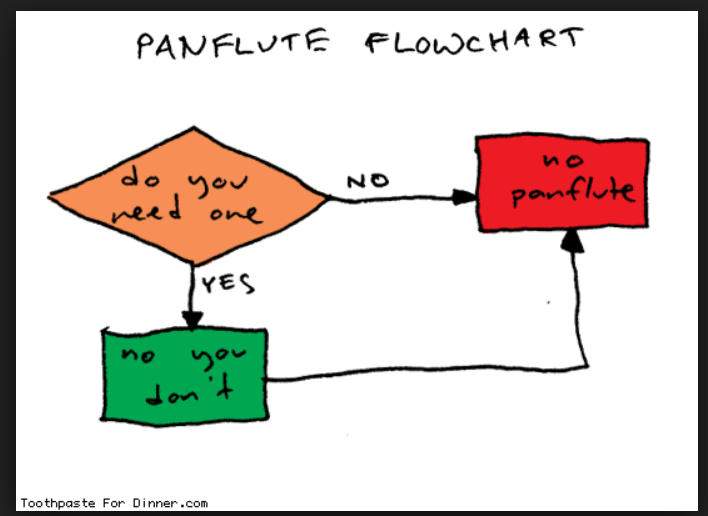 PANFLUTE FLOWCHART
do you
need one
NO
no
panflute
YES
no you
don't
Toothpaste For Dinner.com